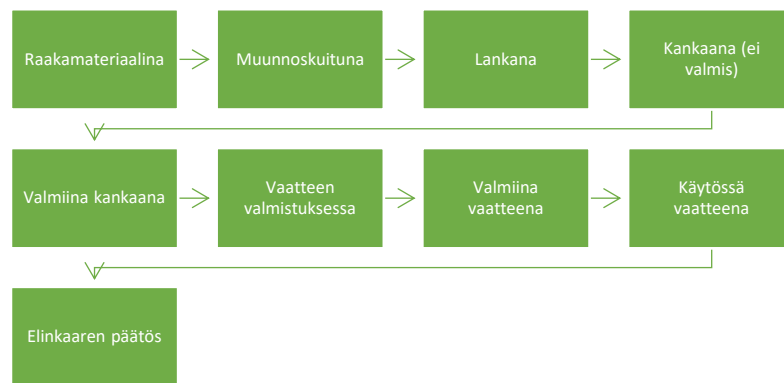 Raakamateriaalina
Muunnoskuituna
Lankana
Kankaana (ei
valmis)
Valmiina kankaana
Vaatteen
valmistuksessa
Valmiina
vaatteena
Käytössä
vaatteena
Elinkaaren päätös